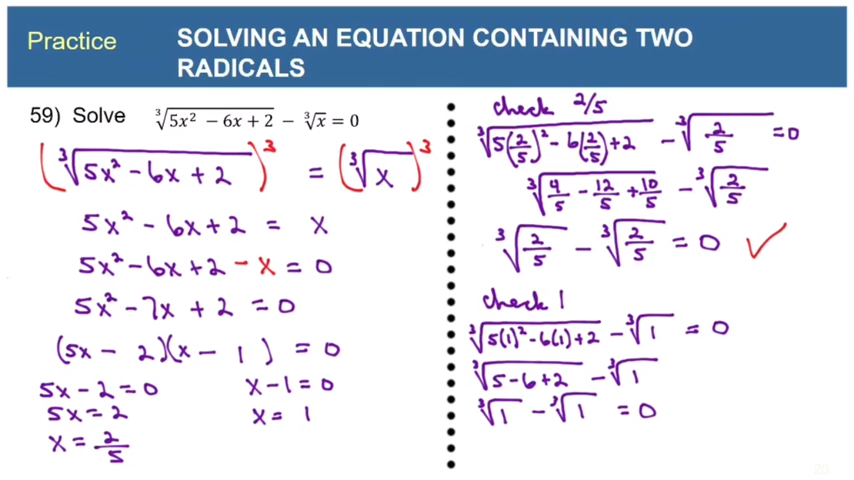 Practice
SOLVING AN EQUATION CONTAINING TWO
RADICALS
59) Solve ∛(5x² − 6x + 2) − ∛x = 0
(∛(5x² − 6x + 2))³ = (∛x)³
5x² − 6x + 2 = x
5x² − 6x + 2 − x = 0
5x² − 7x + 2 = 0
(5x − 2)(x − 1) = 0
5x − 2 = 0 x − 1 = 0
5x = 2 x = 1
x = 2/5
check 2/5
∛(5(2/5)² − 6(2/5) + 2) − ∛(2/5) = 0
∛(4/5 − 12/5 + 10/5) − ∛(2/5)
∛(2/5) − ∛(2/5) = 0 ✓
check 1
∛(5(1)² − 6(1) + 2) − ∛1 = 0
∛(5 − 6 + 2) − ∛1
∛1 − ∛1 = 0
20